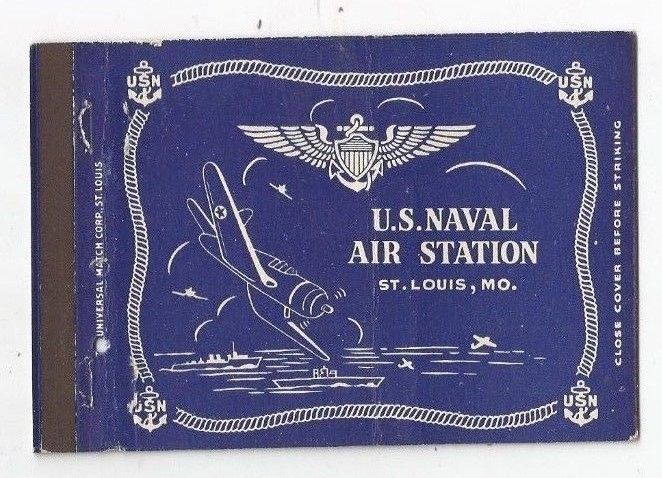 USN
USN
U.S. NAVAL
AIR STATION
ST. LOUIS, MO.
USN
USN
UNIVERSAL MATCH CORP., ST. LOUIS
CLOSE COVER BEFORE STRIKING